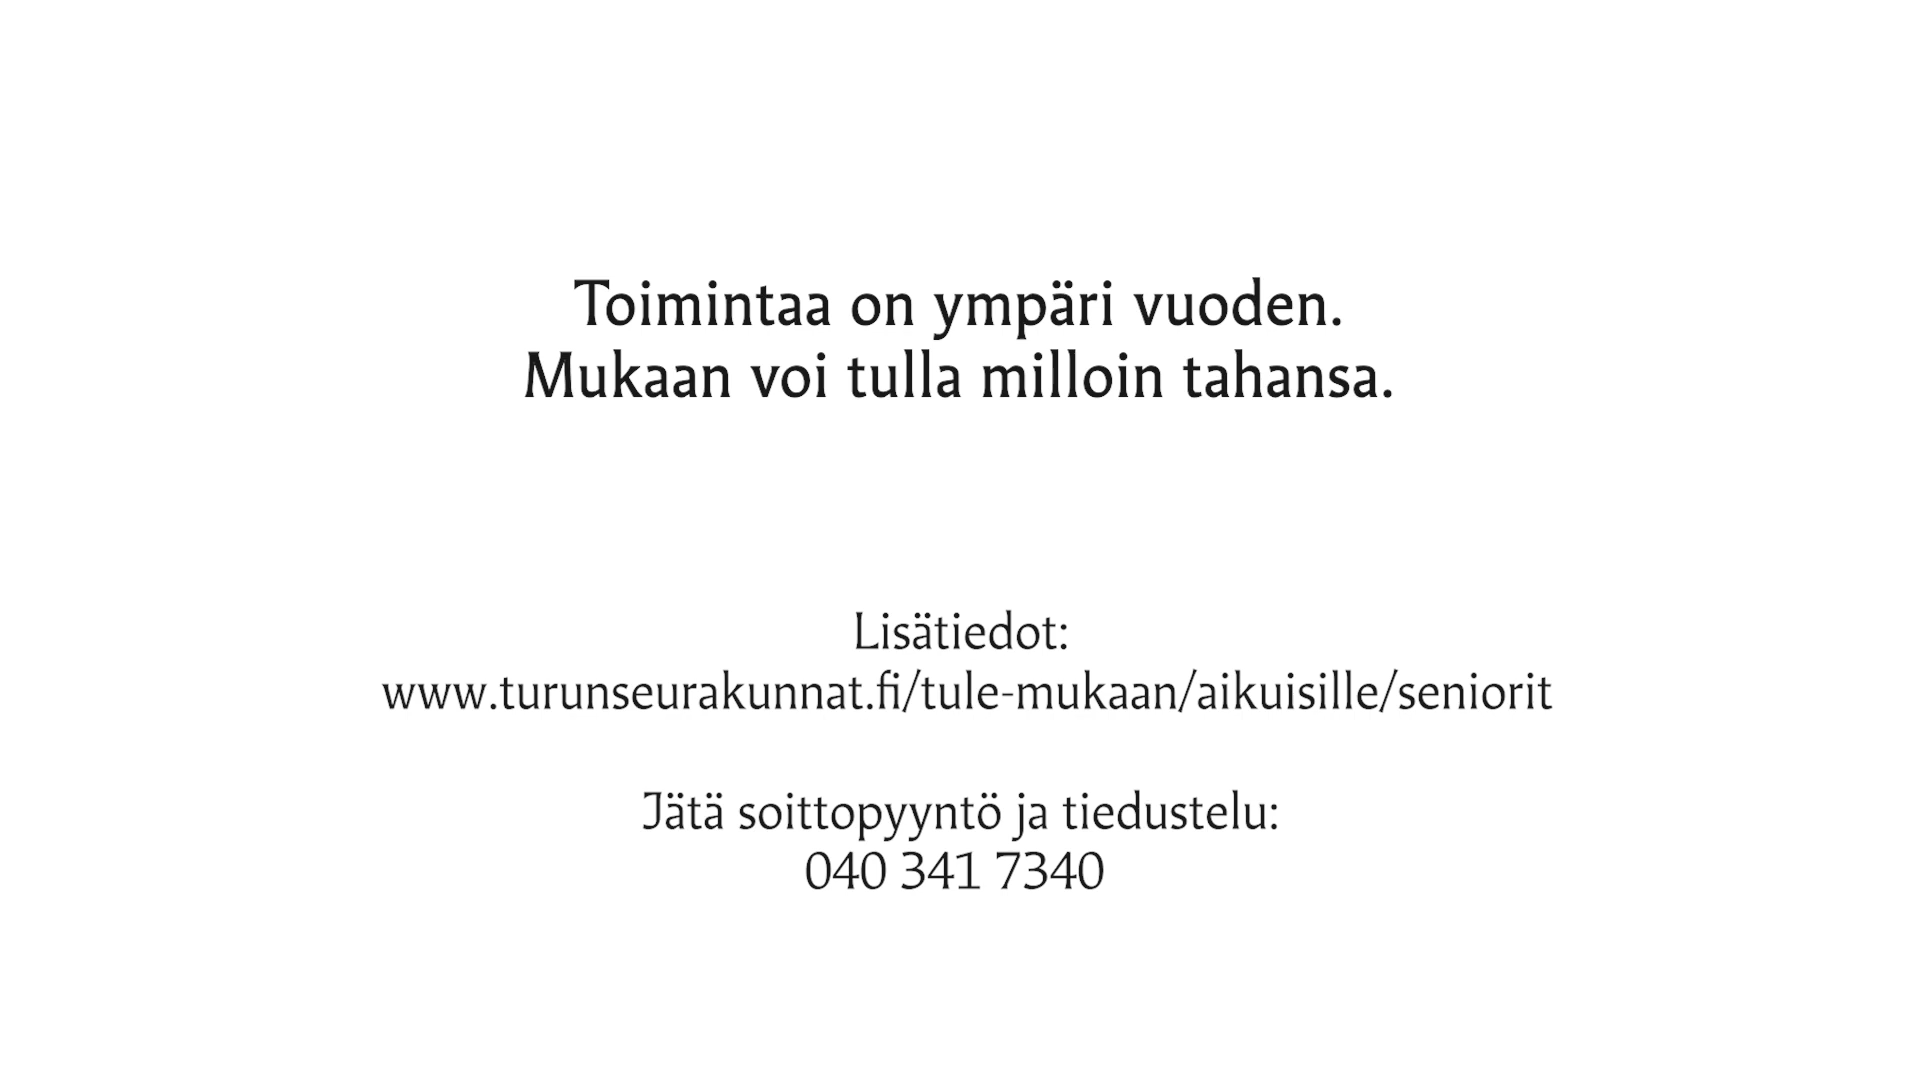 Toimintaa on ympäri vuoden.
Mukaan voi tulla milloin tahansa.
Lisätiedot:
www.turunseurakunnat.fi/tule-mukaan/aikuisille/seniorit
Jätä soittopyyntö ja tiedustelu:
040 341 7340